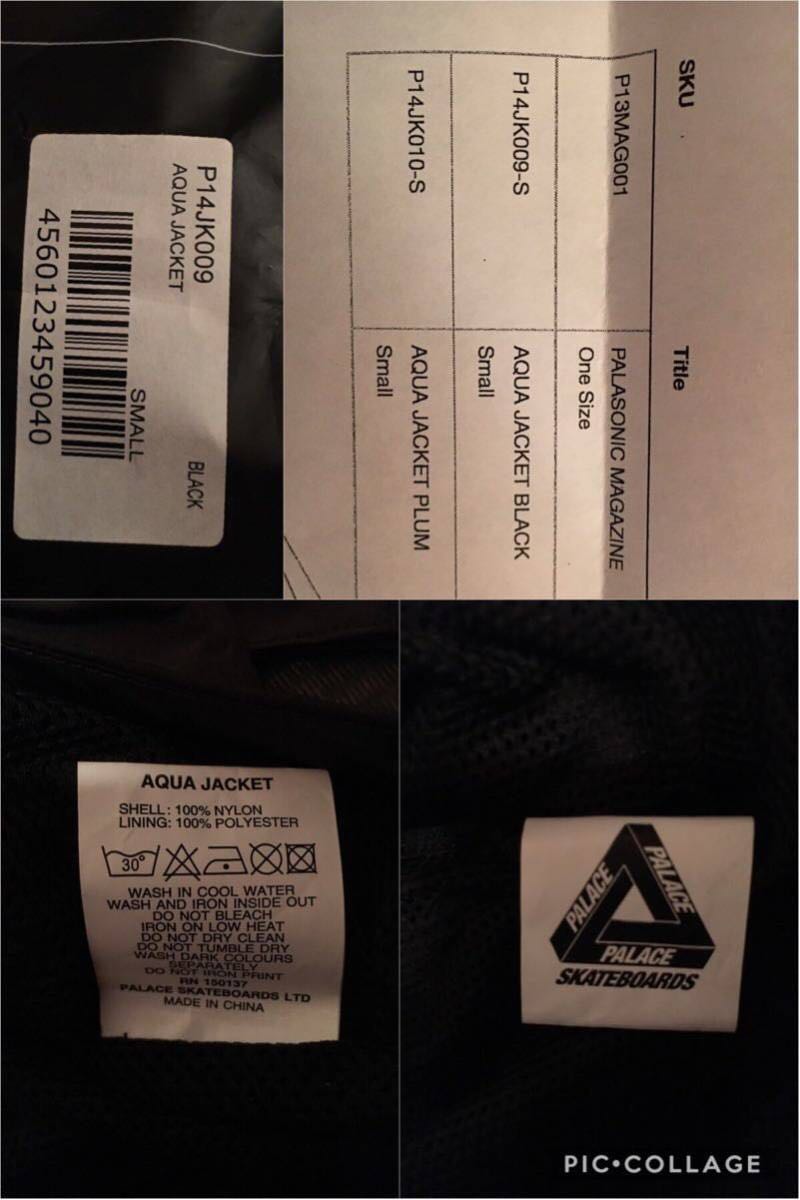 P14JK009
AQUA JACKET
BLACK
SMALL
4560123459040
SKU Title
P13MAG001 PALASONIC MAGAZINE
One Size
P14JK009-S AQUA JACKET BLACK
Small
P14JK010-S AQUA JACKET PLUM
Small
AQUA JACKET
SHELL: 100% NYLON
LINING: 100% POLYESTER
30°
WASH IN COOL WATER
WASH AND IRON INSIDE OUT
DO NOT BLEACH
IRON ON LOW HEAT
DO NOT DRY CLEAN
DO NOT TUMBLE DRY
WASH DARK COLOURS
SEPARATELY
DO NOT IRON PRINT
RN 150137
PALACE SKATEBOARDS LTD
MADE IN CHINA
PALACE
PALACE
PALACE
SKATEBOARDS
PIC•COLLAGE